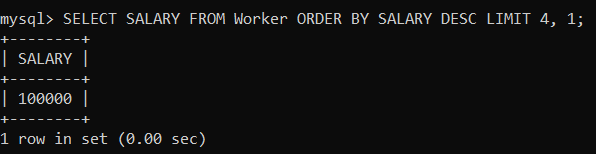 mysql> SELECT SALARY FROM Worker ORDER BY SALARY DESC LIMIT 4, 1;
+--------+
| SALARY |
+--------+
| 100000 |
+--------+
1 row in set (0.00 sec)